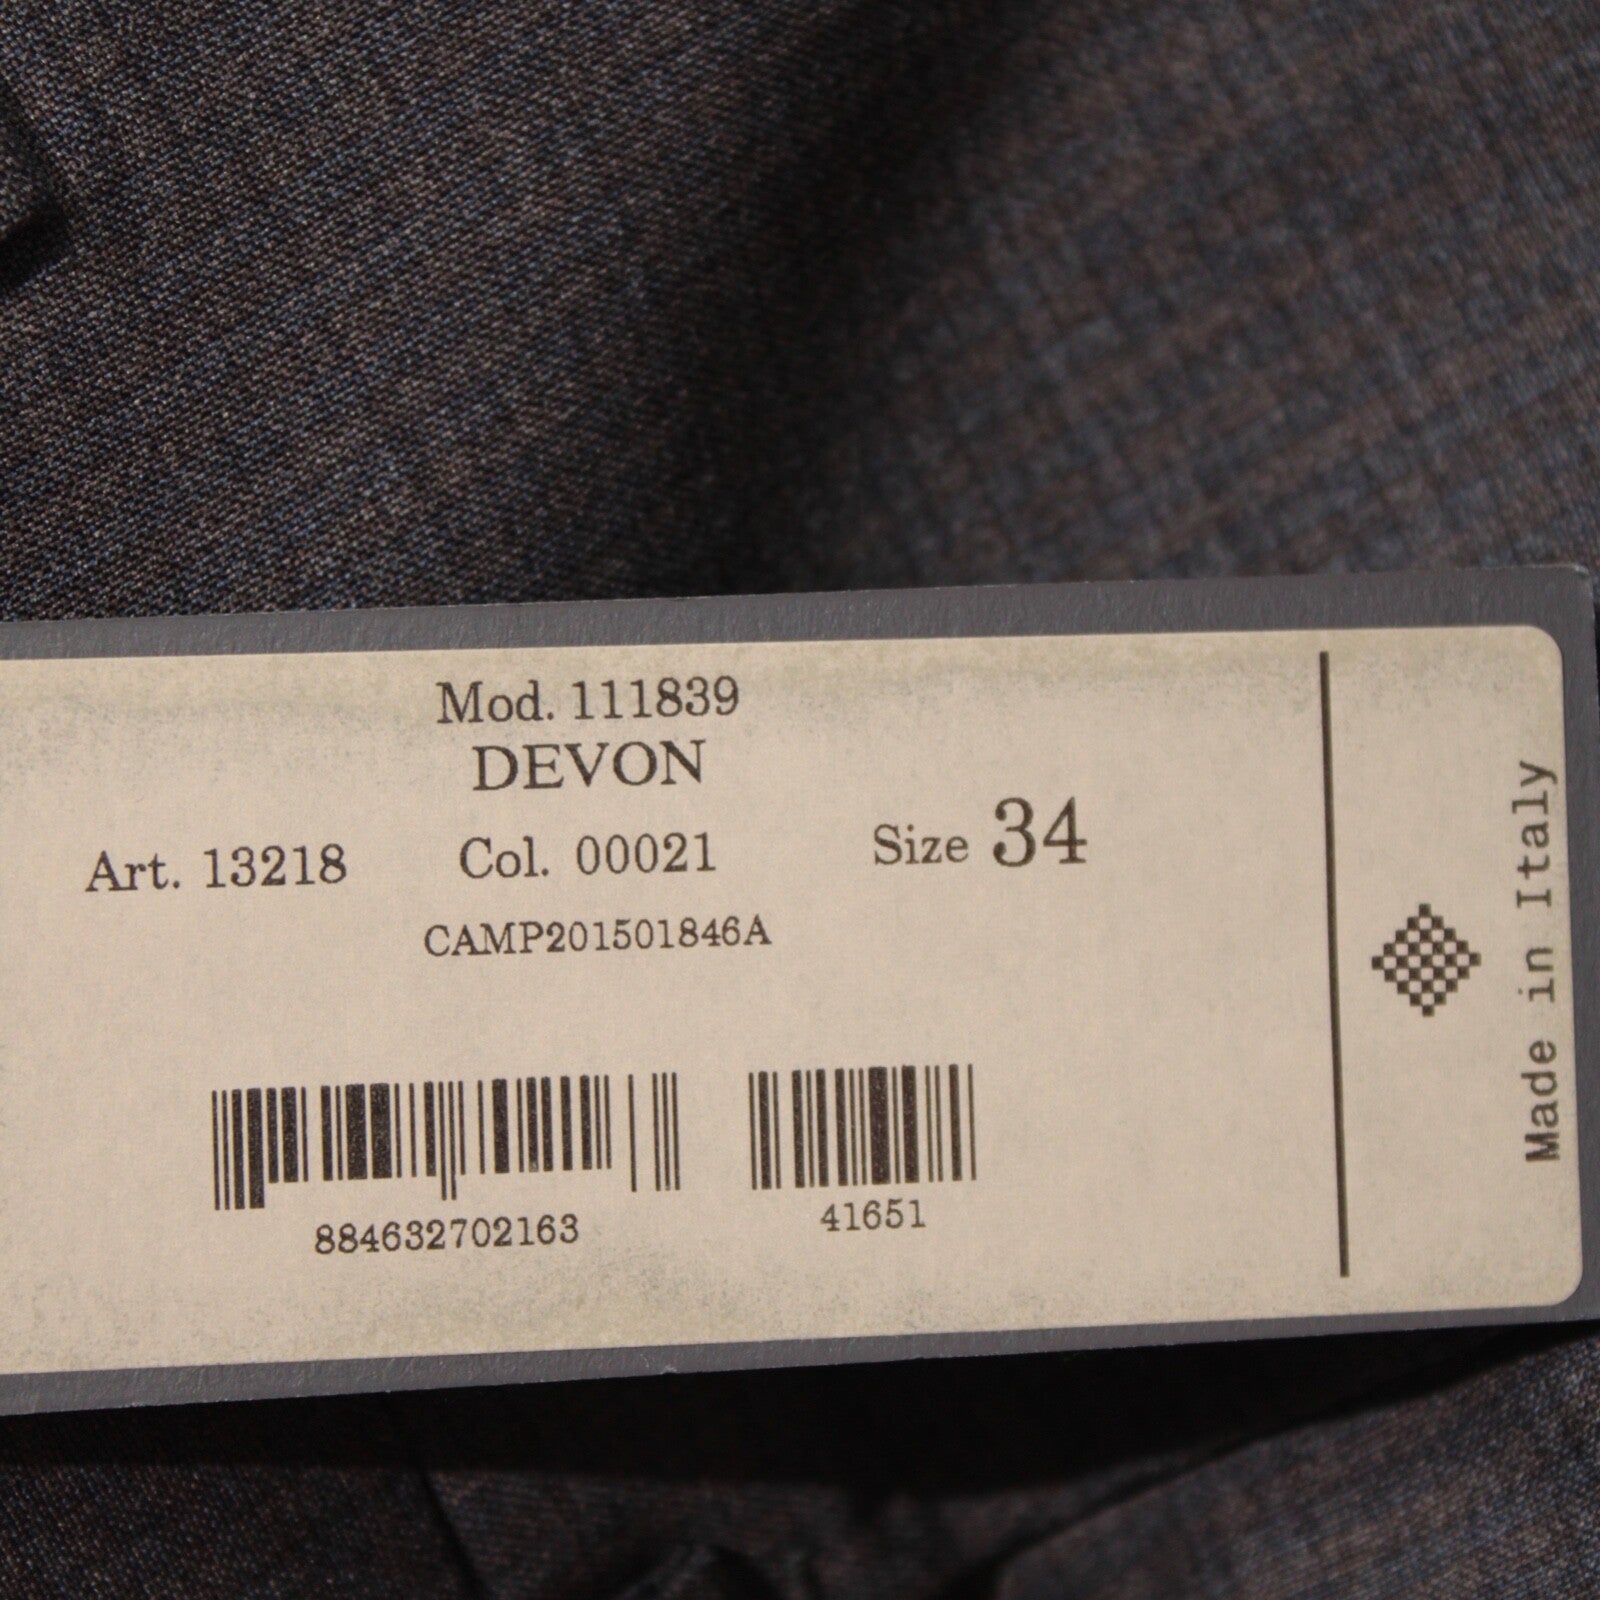 Mod. 111839
DEVON
Art. 13218 Col. 00021 Size 34
CAMP201501846A
884632702163 41651
Made in Italy